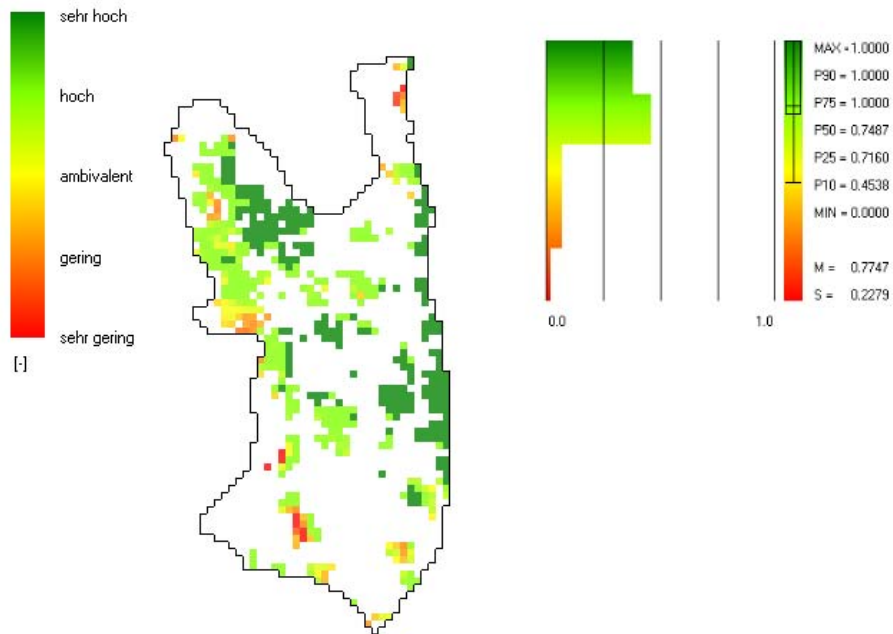 sehr hoch
hoch
ambivalent
gering
sehr gering
[-]
MAX =1.0000
P90 = 1.0000
P75 = 1.0000
P50 = 0.7487
P25 = 0.7160
P10 = 0.4538
MIN = 0.0000
M = 0.7747
S = 0.2279
0.0 1.0